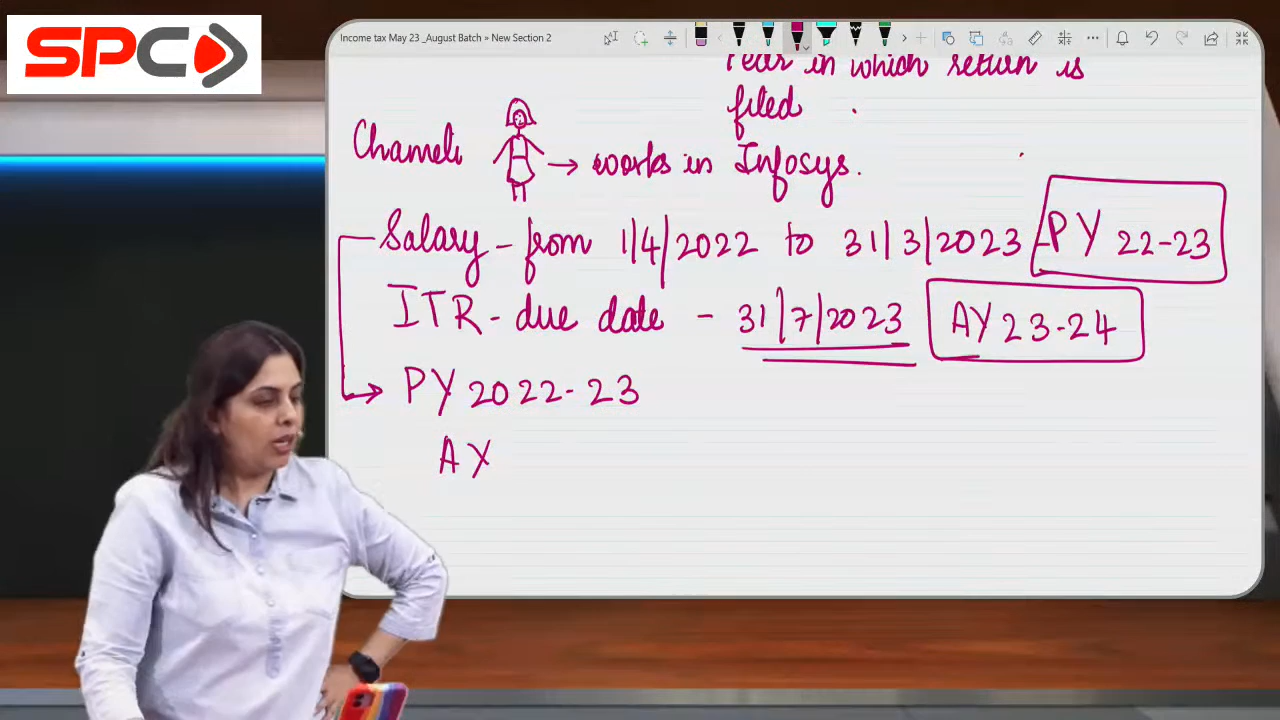 SPC
Income tax May 23 _August Batch » New Section 2
Year in which return is
filed .
Chameli → works in Infosys.
Salary - from 1/4/2022 to 31/3/2023 PY 22-23
ITR - due date - 31/7/2023 AY 23-24
→ PY 2022-23
AY